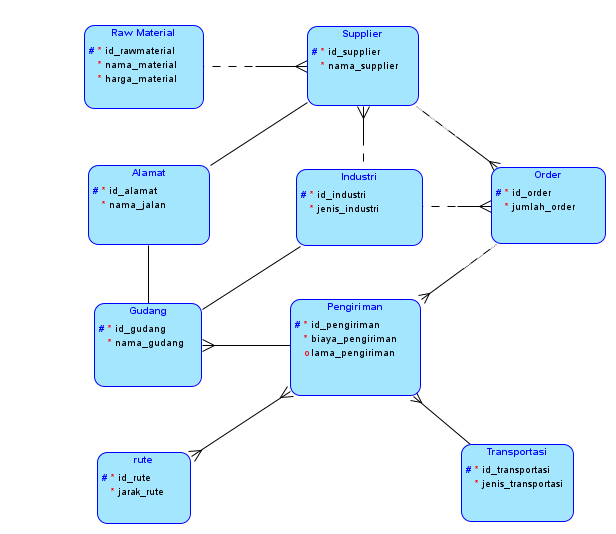 Raw Material
# * id_rawmaterial
* nama_material
* harga_material
Supplier
# * id_supplier
* nama_supplier
Alamat
# * id_alamat
* nama_jalan
Industri
# * id_industri
* jenis_industri
Order
# * id_order
* jumlah_order
Gudang
# * id_gudang
* nama_gudang
Pengiriman
# * id_pengiriman
* biaya_pengiriman
o lama_pengiriman
rute
# * id_rute
* jarak_rute
Transportasi
# * id_transportasi
* jenis_transportasi